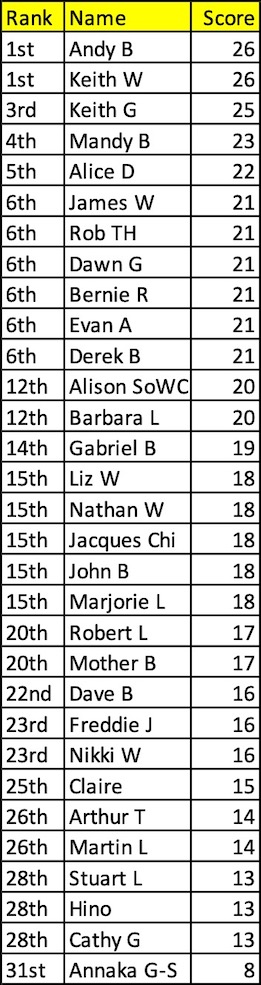 Rank Name Score
1st Andy B 26
1st Keith W 26
3rd Keith G 25
4th Mandy B 23
5th Alice D 22
6th James W 21
6th Rob TH 21
6th Dawn G 21
6th Bernie R 21
6th Evan A 21
6th Derek B 21
12th Alison SoWC 20
12th Barbara L 20
14th Gabriel B 19
15th Liz W 18
15th Nathan W 18
15th Jacques Chi 18
15th John B 18
15th Marjorie L 18
20th Robert L 17
20th Mother B 17
22nd Dave B 16
23rd Freddie J 16
23rd Nikki W 16
25th Claire 15
26th Arthur T 14
26th Martin L 14
28th Stuart L 13
28th Hino 13
28th Cathy G 13
31st Annaka G-S 8